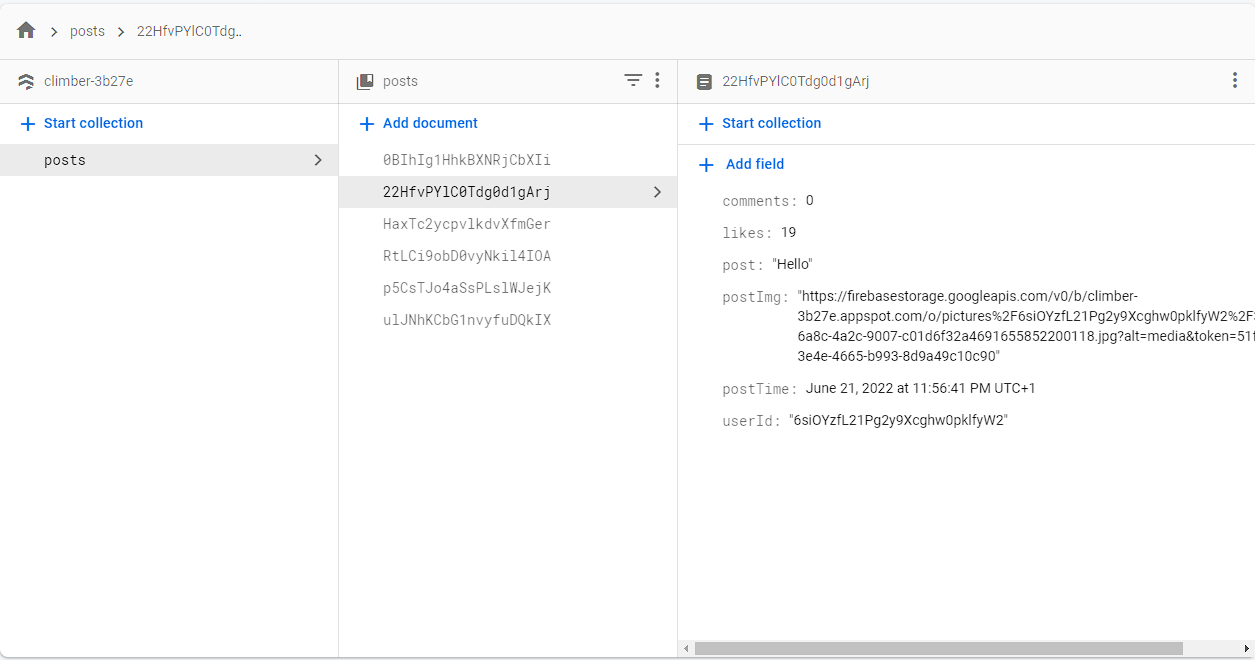 posts
22HfvPYlC0Tdg..
climber-3b27e
posts
22HfvPYlC0Tdg0d1gArj
Start collection
Add document
Start collection
posts
0BIhIg1HhkBXNRjCbXIi
22HfvPYlC0Tdg0d1gArj
HaxTc2ycpvlkdvXfmGer
RtLCi9obD0vyNkil4IOA
p5CsTJo4aSsPLslWJejK
ulJNhKCbG1nvyfuDQkIX
Add field
comments: 0
likes: 19
post: "Hello"
postImg: "https://firebasestorage.googleapis.com/v0/b/climber-
3b27e.appspot.com/o/pictures%2F6siOYzfL21Pg2y9Xcghw0pklfyW2%2F
6a8c-4a2c-9007-c01d6f32a4691655852200118.jpg?alt=media&token=51f
3e4e-4665-b993-8d9a49c10c90"
postTime: June 21, 2022 at 11:56:41 PM UTC+1
userId: "6siOYzfL21Pg2y9Xcghw0pklfyW2"